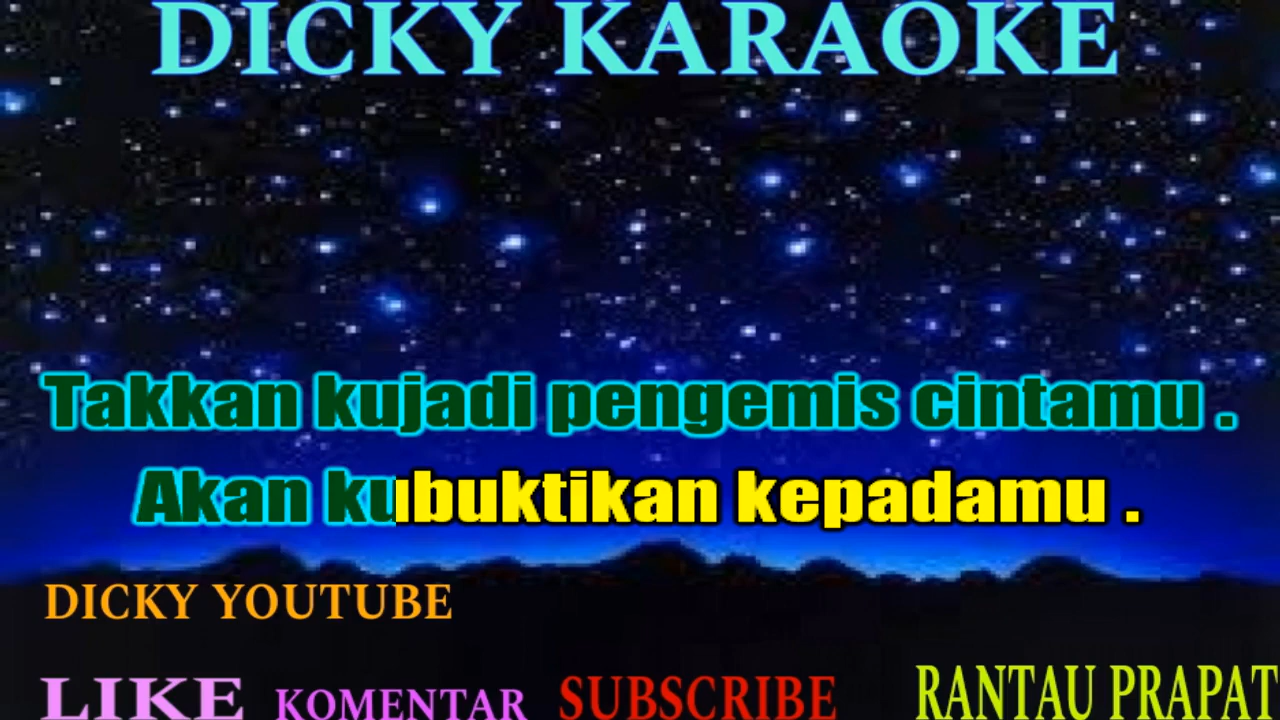 DICKY KARAOKE
Takkan kujadi pengemis cintamu .
Akan kubuktikan kepadamu .
DICKY YOUTUBE
LIKE KOMENTAR SUBSCRIBE RANTAU PRAPAT